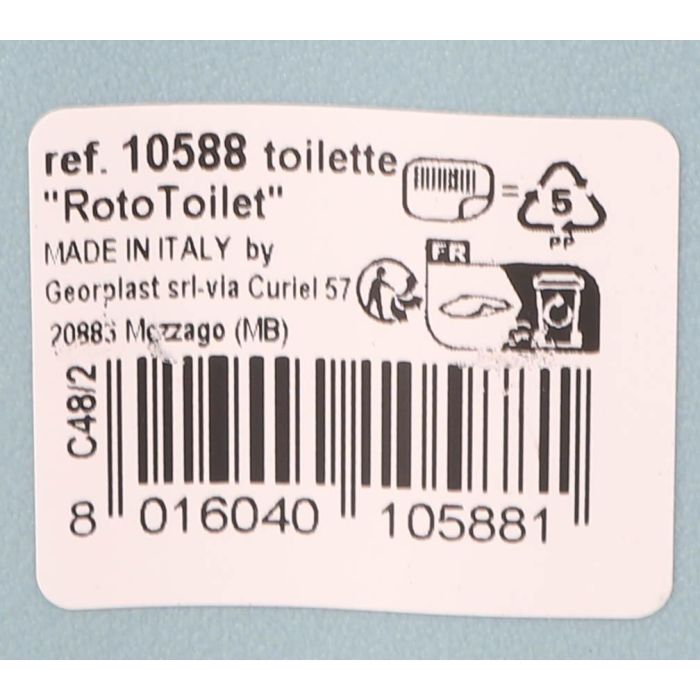 ref. 10588 toilette
"RotoToilet"
MADE IN ITALY by
Georplast srl-via Curiel 57
20883 Mezzago (MB)
=
5
PP
FR
C48/2
8 016040 105881